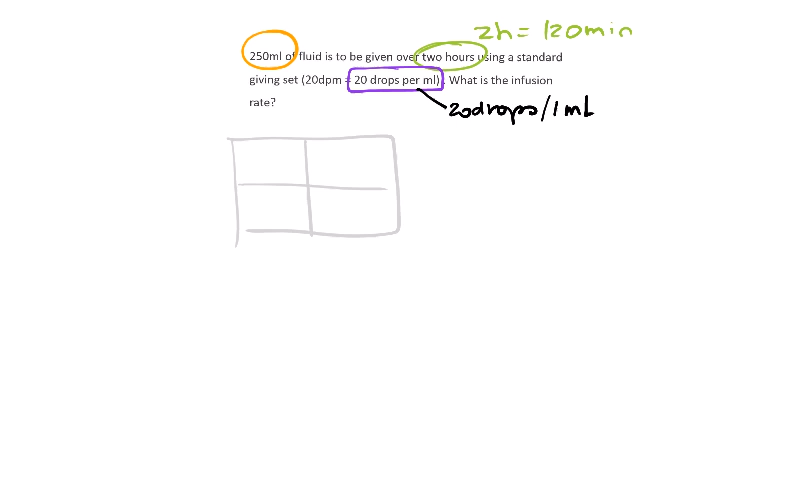 2h = 120min
250ml of fluid is to be given over two hours using a standard
giving set (20dpm = 20 drops per ml). What is the infusion
rate?
20drops/1mL